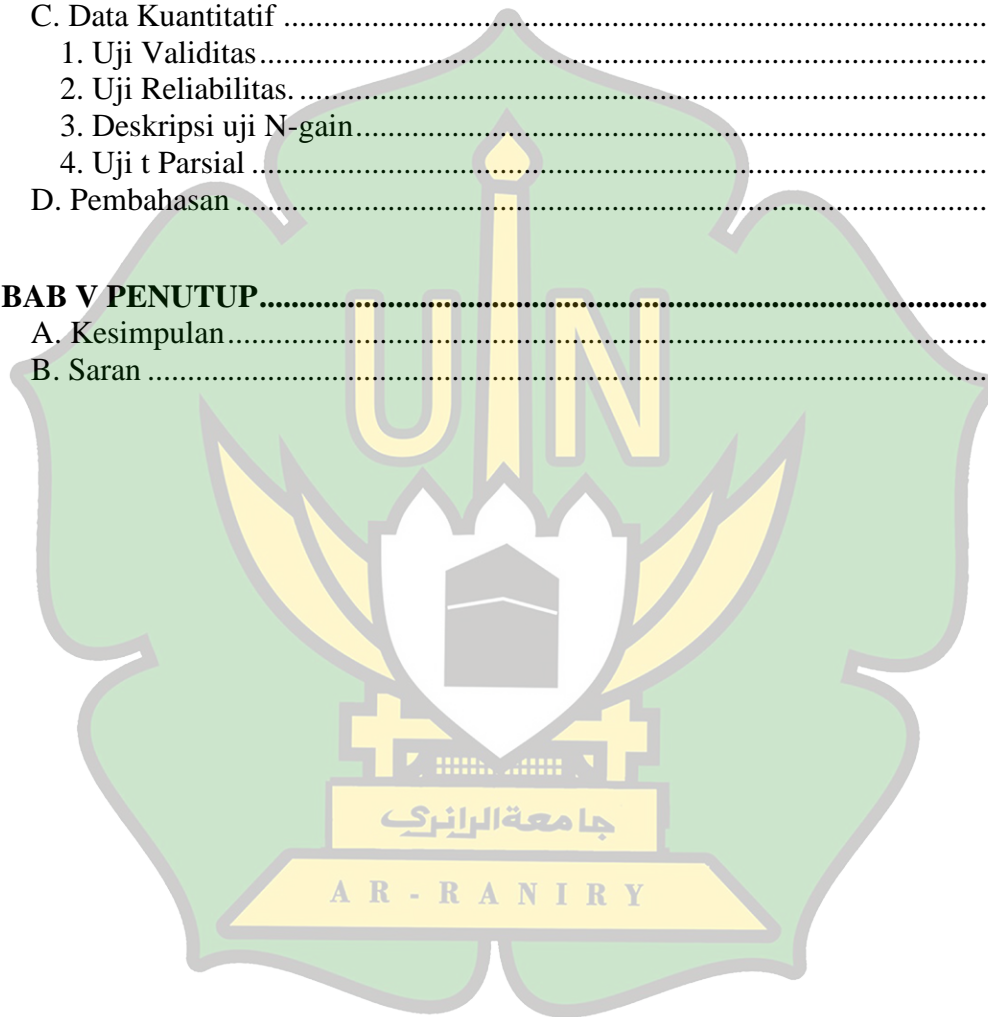 C. Data Kuantitatif ........................................................................................
1. Uji Validitas...........................................................................................
2. Uji Reliabilitas. ......................................................................................
3. Deskripsi uji N-gain...............................................................................
4. Uji t Parsial ............................................................................................
D. Pembahasan ..............................................................................................
BAB V PENUTUP...........................................................................................
A. Kesimpulan...............................................................................................
B. Saran .........................................................................................................
UIN
جامعة الرانري
AR-RANIRY